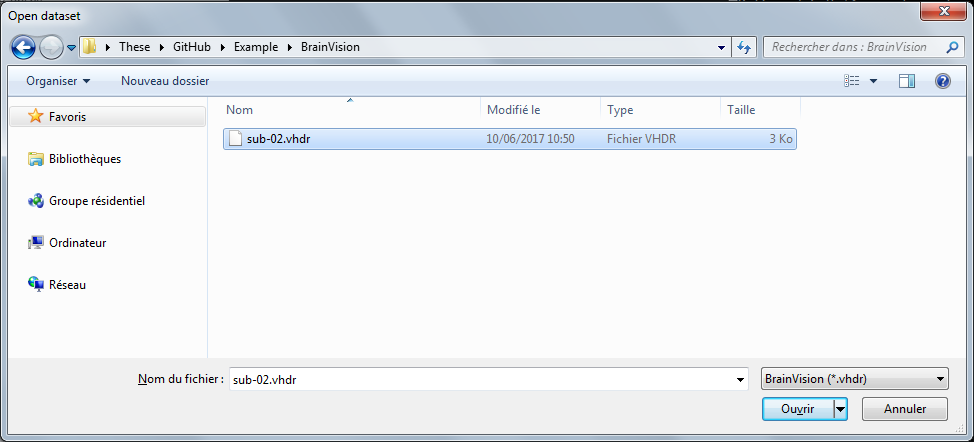 Open dataset
These GitHub Example BrainVision
Rechercher dans : BrainVision
Organiser Nouveau dossier
Nom Modifié le Type Taille
Favoris
sub-02.vhdr 10/06/2017 10:50 Fichier VHDR 3 Ko
Bibliothèques
Groupe résidentiel
Ordinateur
Réseau
Nom du fichier : sub-02.vhdr BrainVision (*.vhdr)
Ouvrir Annuler